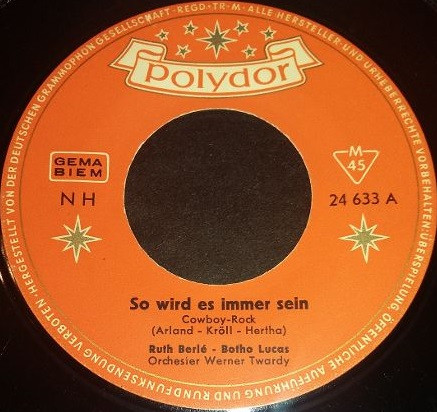 HERGESTELLT VON DER DEUTSCHEN GRAMMOPHON GESELLSCHAFT-REGD-TR-M-ALLE HERSTELLER-UND URHEBERRECHTE VORBEHALTEN/ÜBERSPIELUNG, ÖFFENTLICHE AUFFÜHRUNG UND RUNDFUNKSENDUNG VERBOTEN-
Polydor
GEMA
BIEM
M
45
NH
24 633 A
So wird es immer sein
Cowboy-Rock
(Arland - Kröll - Hertha)
Ruth Berlé - Botho Lucas
Orchester Werner Twardy